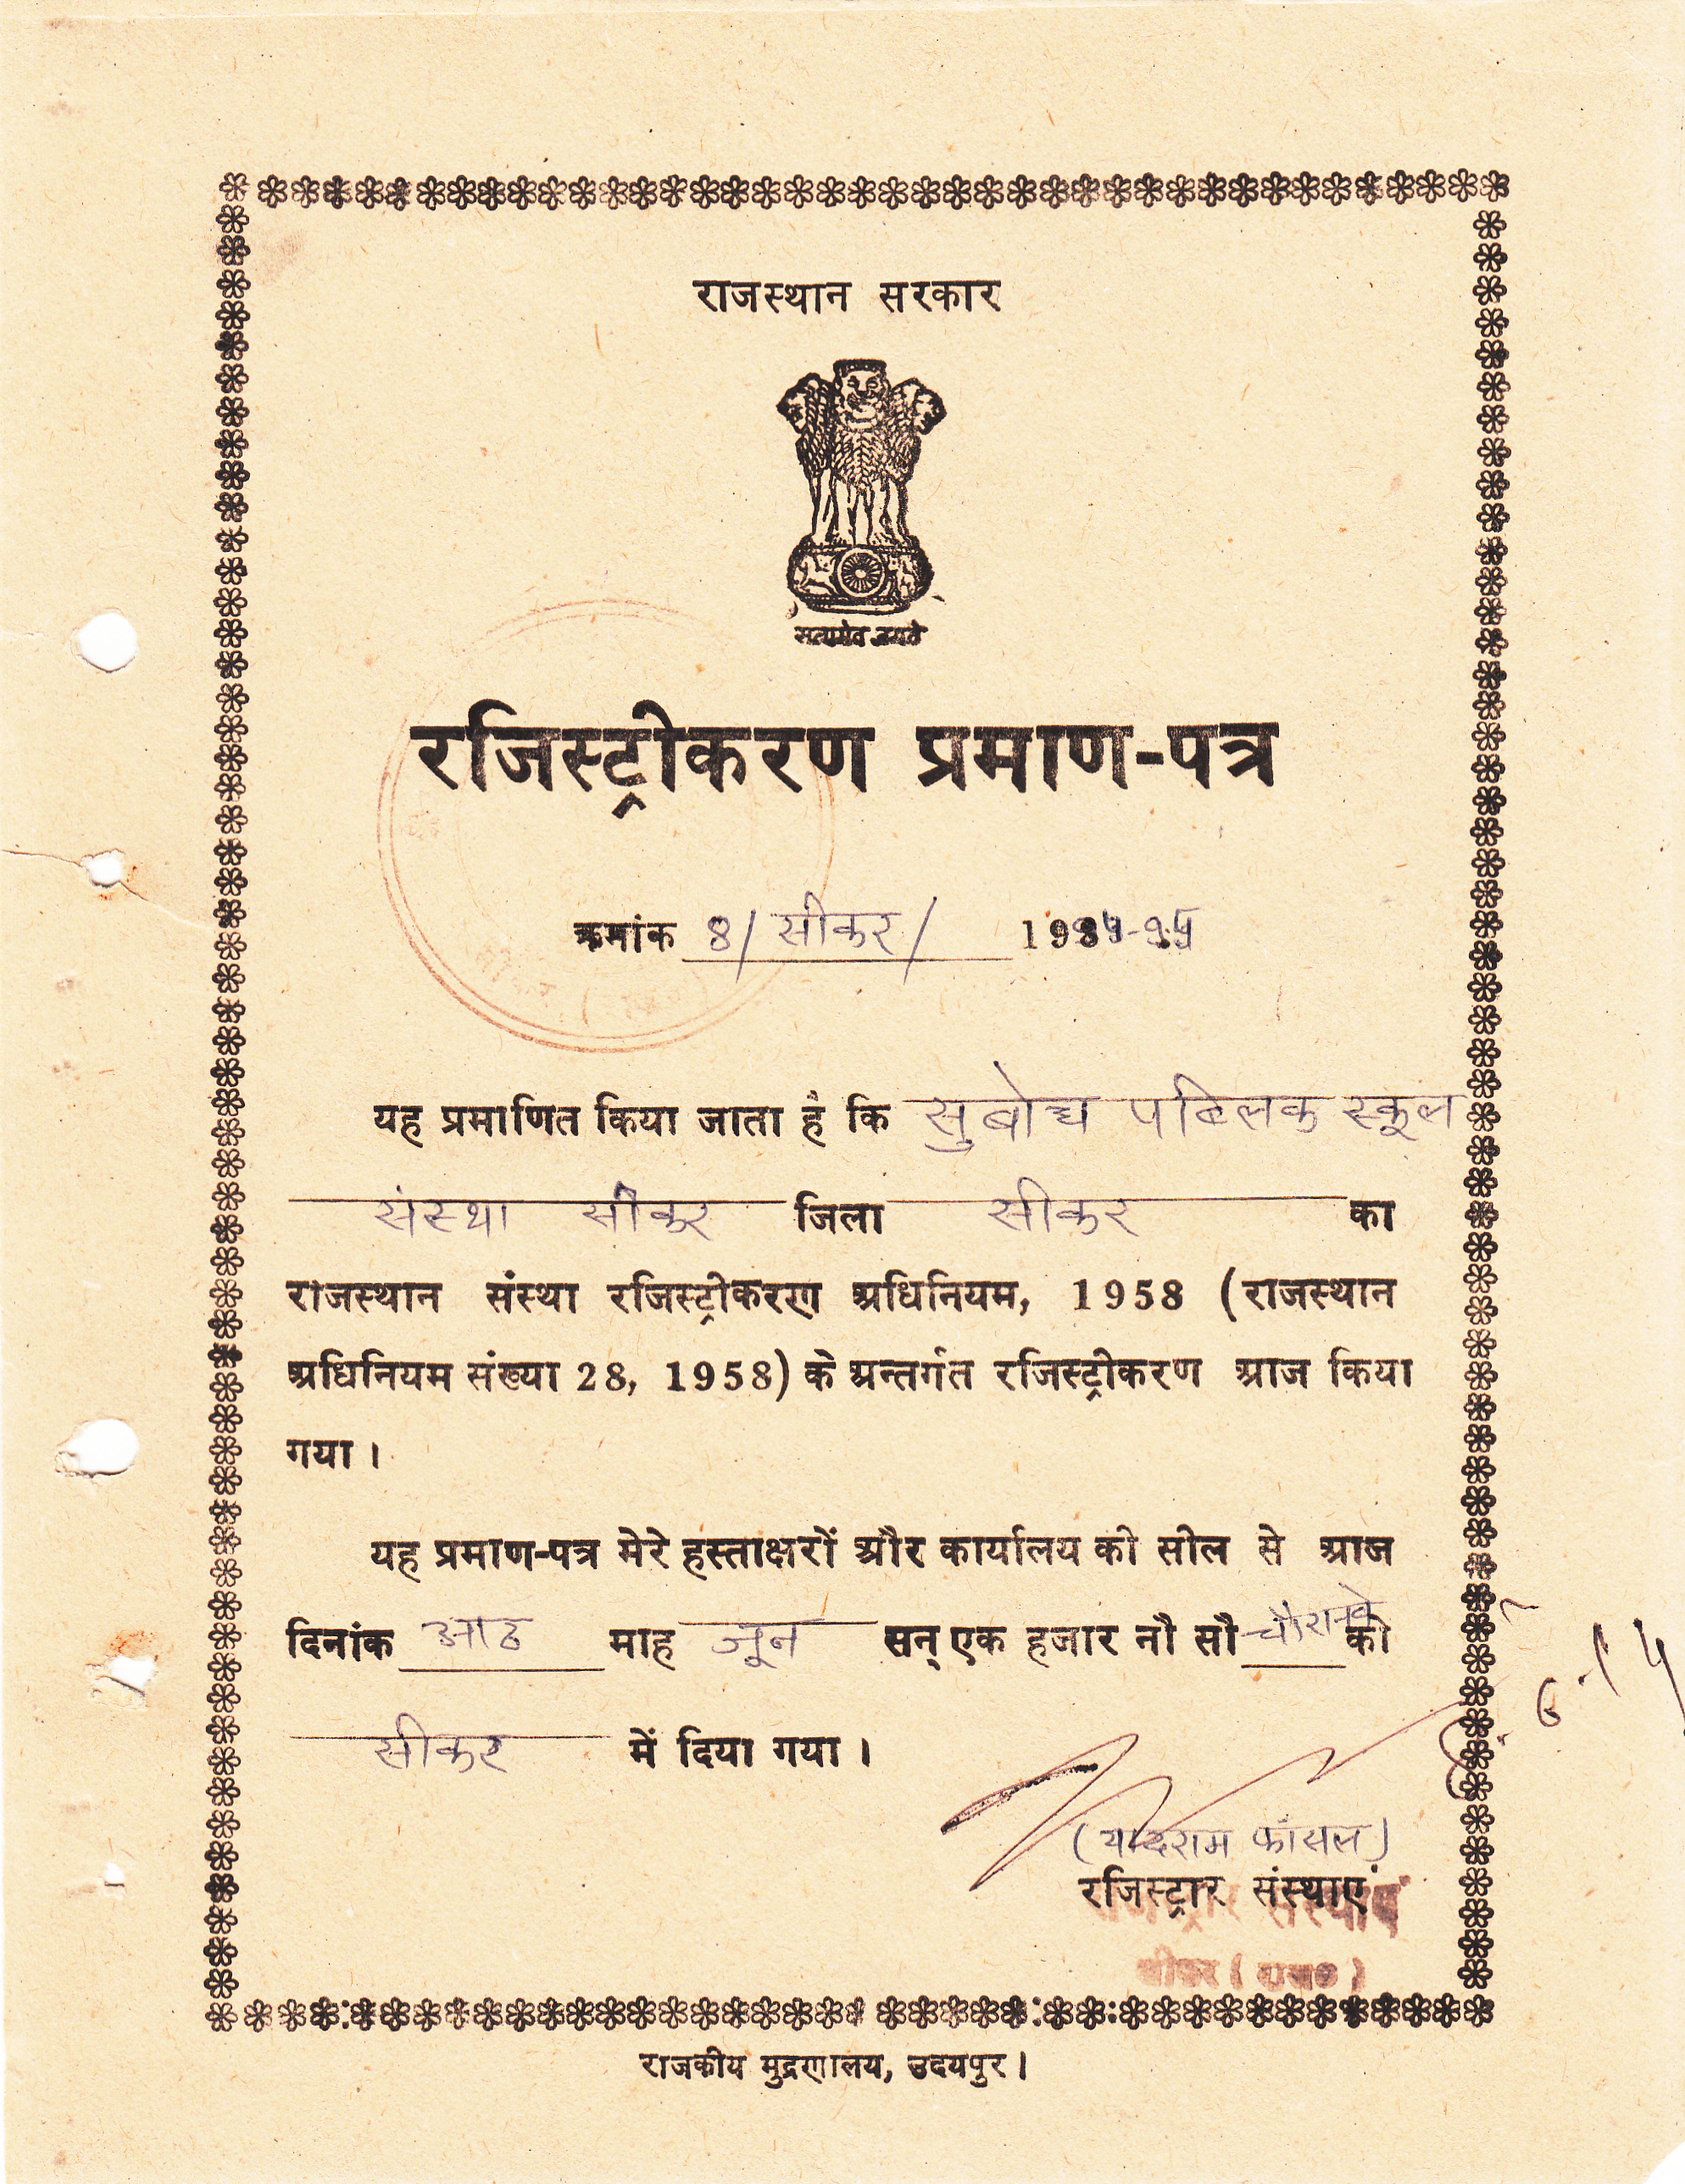 राजस्थान सरकार
सत्यमेव जयते
रजिस्ट्रीकरण प्रमाण-पत्र
क्रमांक 8/ सीकर/ 1994-95
यह प्रमाणित किया जाता है कि सुबोध पब्लिक स्कूल
संस्था सीकर जिला सीकर का
राजस्थान संस्था रजिस्ट्रीकरण अधिनियम, 1958 (राजस्थान
अधिनियम संख्या 28, 1958) के अन्तर्गत रजिस्ट्रीकरण आज किया
गया ।
यह प्रमाण-पत्र मेरे हस्ताक्षरों और कार्यालय की सील से आज
दिनांक आठ माह जून सन् एक हजार नौ सौ चौरानवे को
सीकर में दिया गया ।
रजिस्ट्रार संस्थाएं
रजिस्ट्रार संस्थाएं
सीकर ( राज० )
राजकीय मुद्रणालय, उदयपुर ।